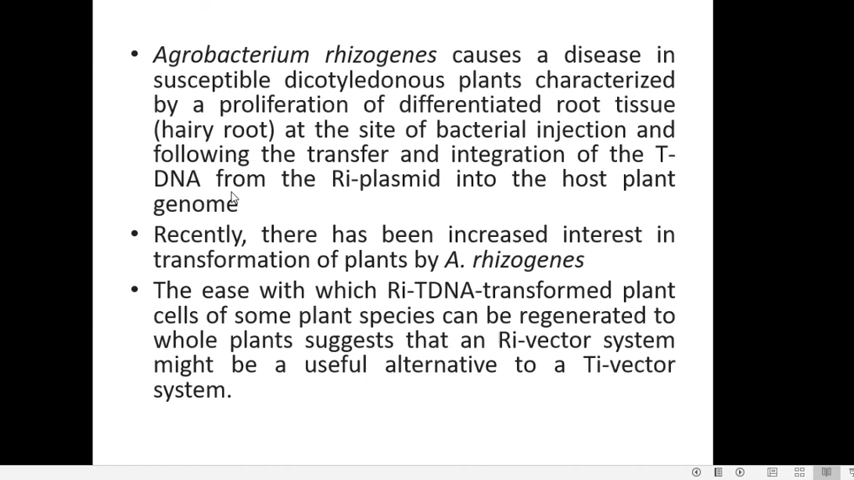 • Agrobacterium rhizogenes causes a disease in
susceptible dicotyledonous plants characterized
by a proliferation of differentiated root tissue
(hairy root) at the site of bacterial injection and
following the transfer and integration of the T-
DNA from the Ri-plasmid into the host plant
genome
• Recently, there has been increased interest in
transformation of plants by A. rhizogenes
• The ease with which Ri-TDNA-transformed plant
cells of some plant species can be regenerated to
whole plants suggests that an Ri-vector system
might be a useful alternative to a Ti-vector
system.